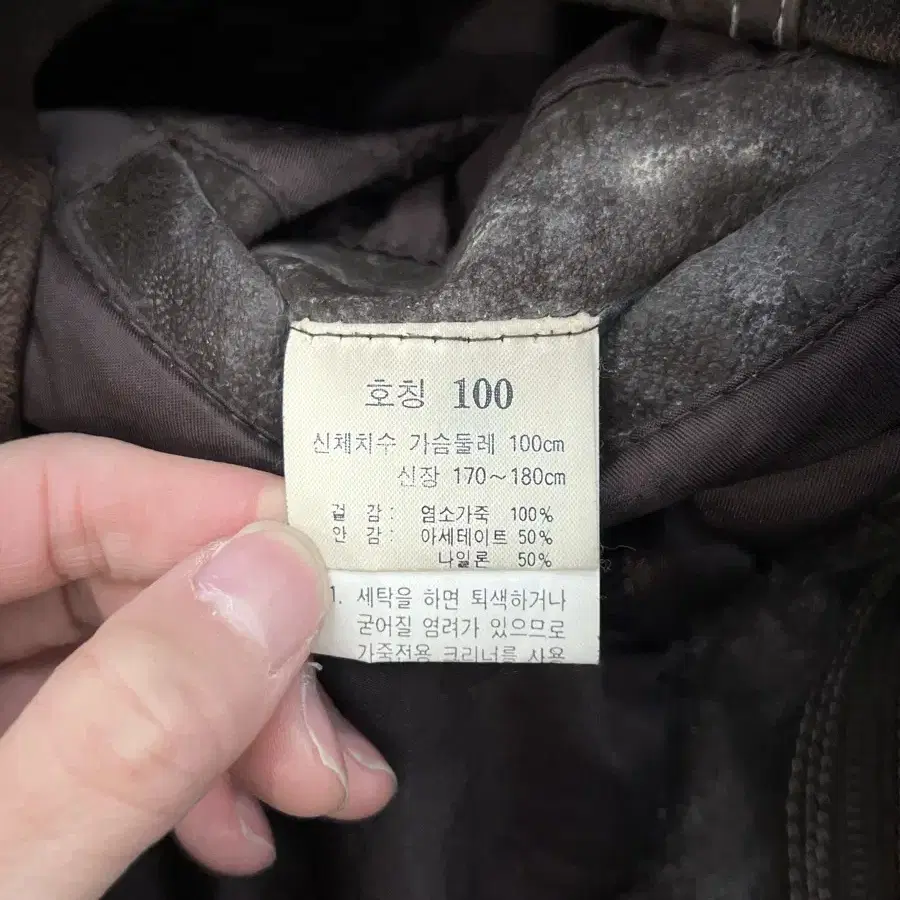 호칭 100
신체치수 가슴둘레 100cm
신장 170~180cm
겉 감: 염소가죽 100%
안 감: 아세테이트 50%
나일론 50%
1. 세탁을 하면 퇴색하거나
굳어질 염려가 있으므로
가죽전용 크리너를 사용